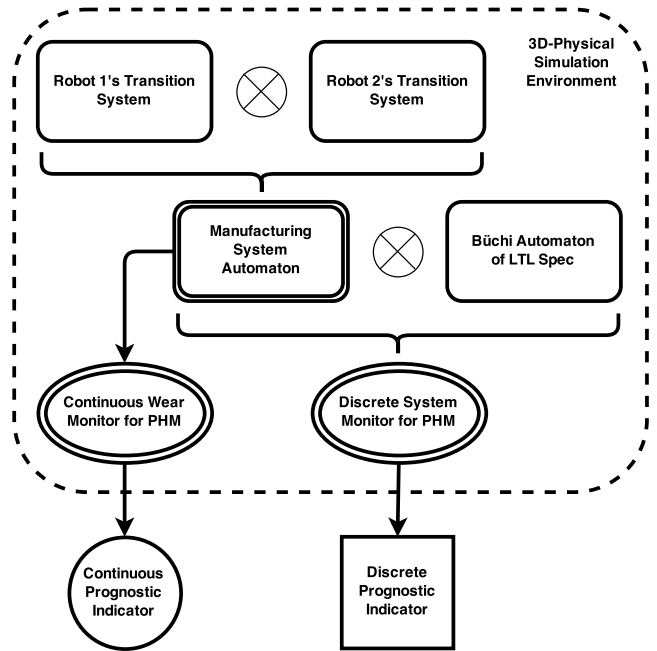 Robot 1's Transition
System
Robot 2's Transition
System
3D-Physical
Simulation
Environment
Manufacturing
System
Automaton
Büchi Automaton
of LTL Spec
Continuous Wear
Monitor for PHM
Discrete System
Monitor for PHM
Continuous
Prognostic
Indicator
Discrete
Prognostic
Indicator